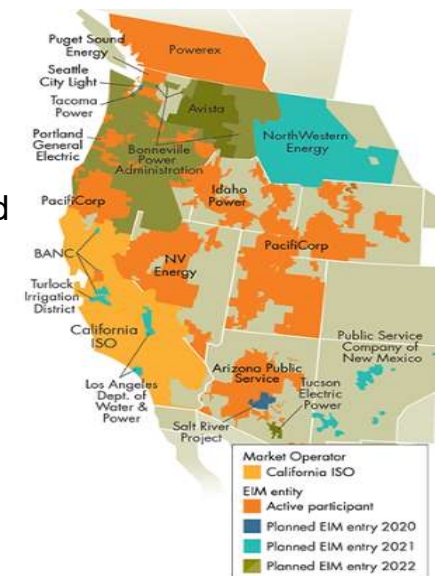 Puget Sound
Energy
Powerex
Seattle
City Light
Tacoma
Power
Avista
Portland
General
Electric
Bonneville
Power
Administration
NorthWestern
Energy
d
Idaho
Power
PacifiCorp
PacifiCorp
BANC
NV
Energy
Turlock
Irrigation
District
California
ISO
Public Service
Company of
New Mexico
Arizona Public
Service
Los Angeles
Dept. of
Water &
Power
Tucson
Electric
Power
Salt River
Project
Market Operator
California ISO
EIM entity
Active participant
Planned EIM entry 2020
Planned EIM entry 2021
Planned EIM entry 2022